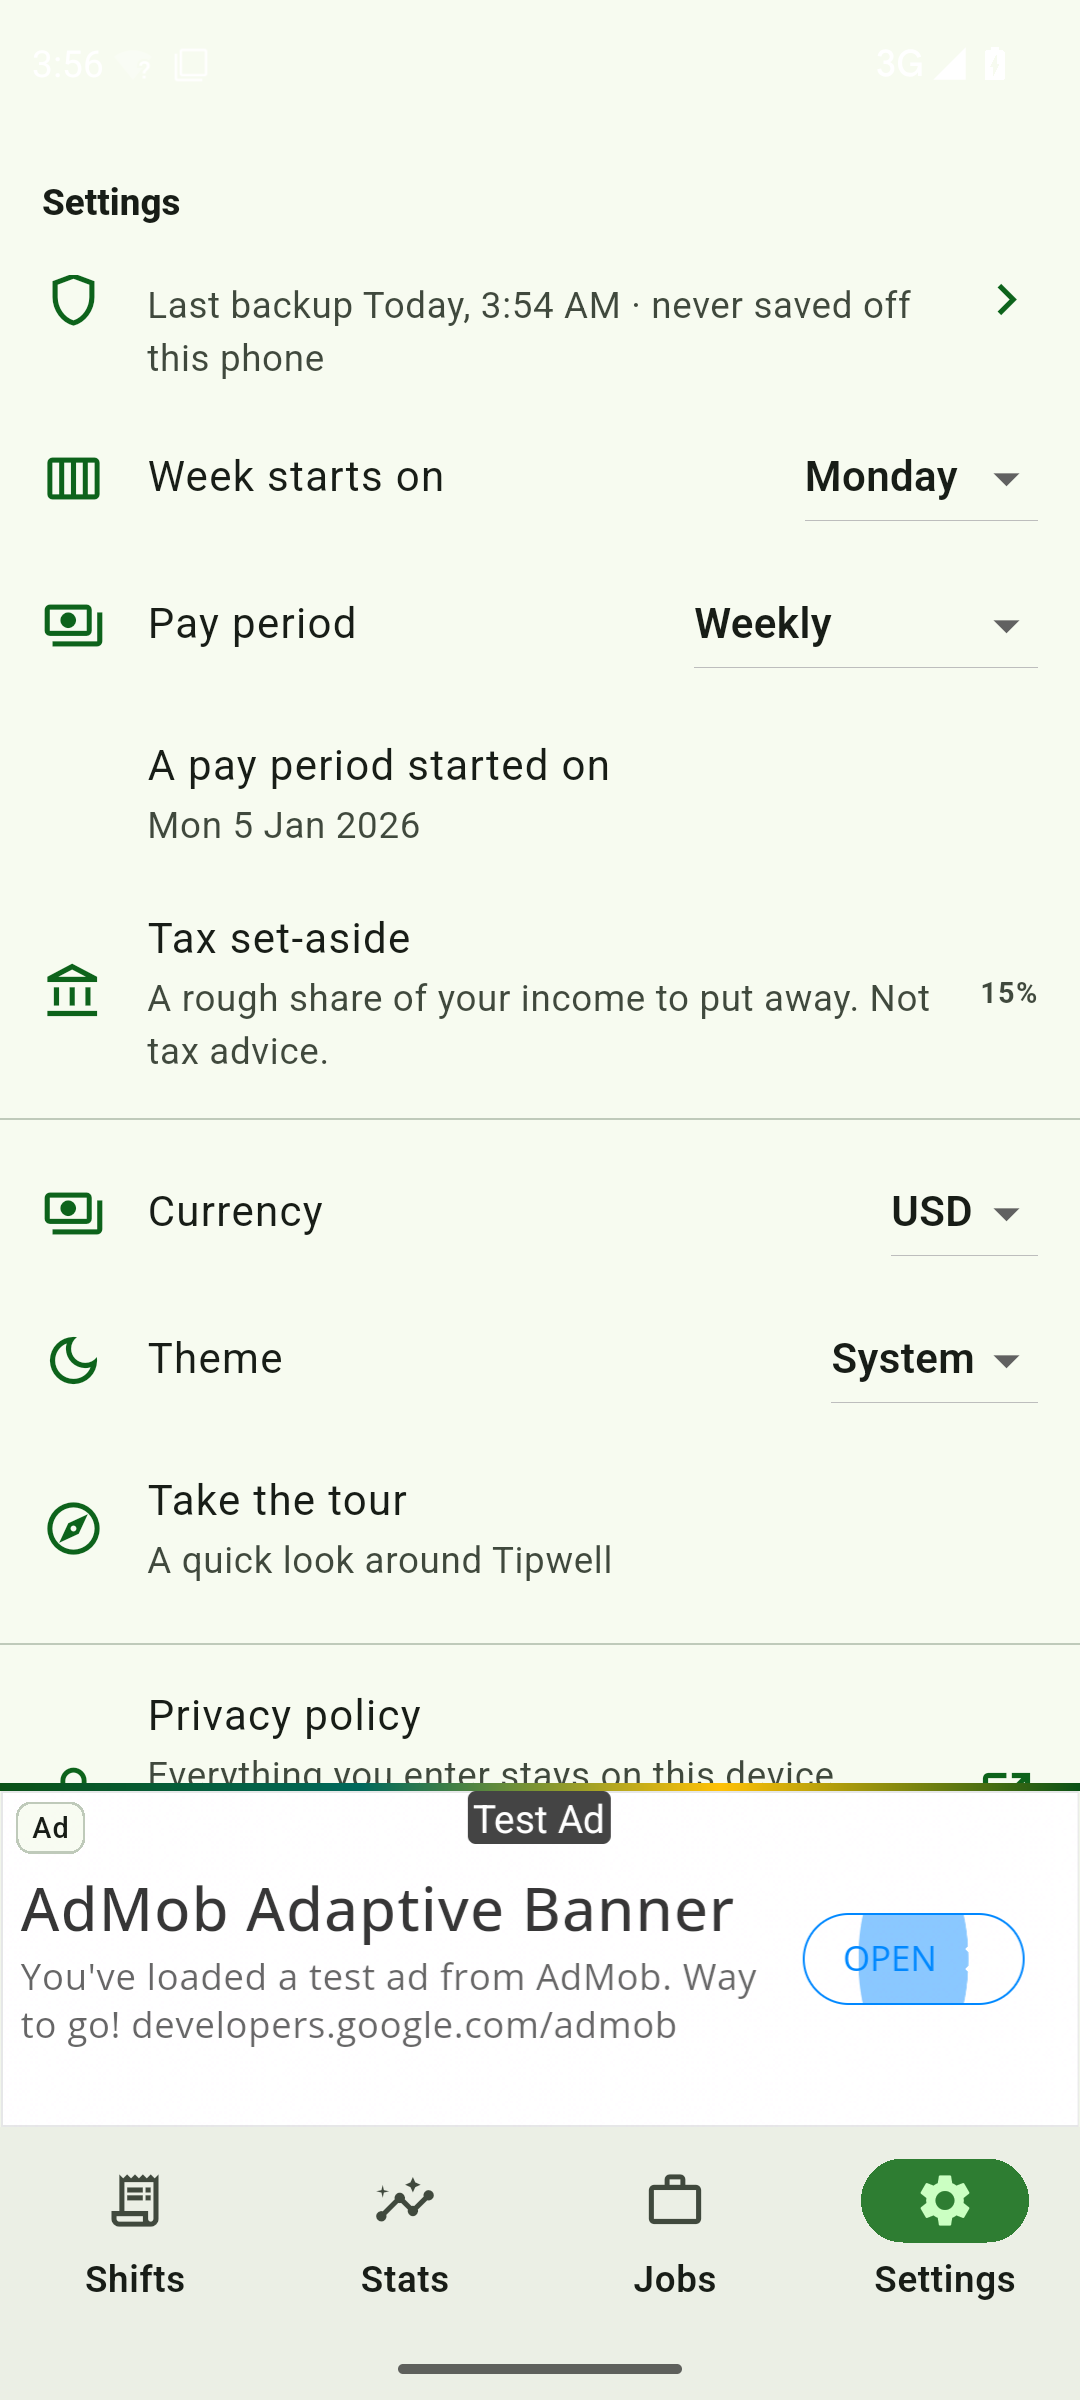 3:56
3G
Settings
Last backup Today, 3:54 AM · never saved off
this phone
Week starts on
Monday
Pay period
Weekly
A pay period started on
Mon 5 Jan 2026
Tax set-aside
A rough share of your income to put away. Not
tax advice.
15%
Currency
USD
Theme
System
Take the tour
A quick look around Tipwell
Privacy policy
Everything you enter stays on this device
Ad
Test Ad
AdMob Adaptive Banner
You've loaded a test ad from AdMob. Way
to go! developers.google.com/admob
OPEN
Shifts
Stats
Jobs
Settings